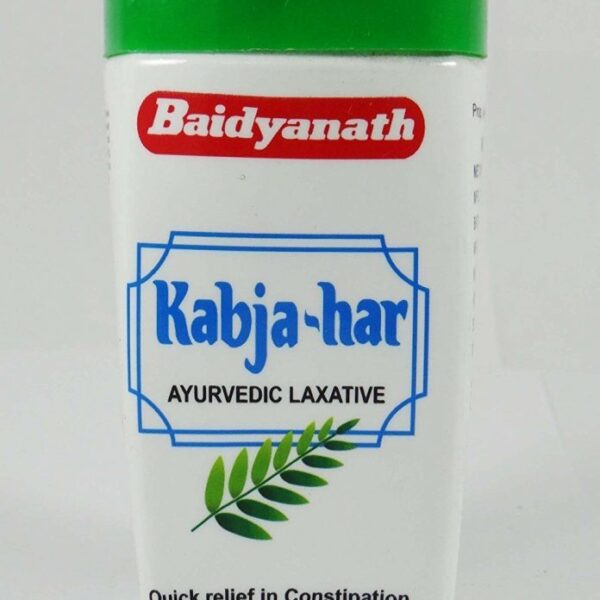 Baidyanath
Kabja-har
AYURVEDIC LAXATIVE
Quick relief in Constipation